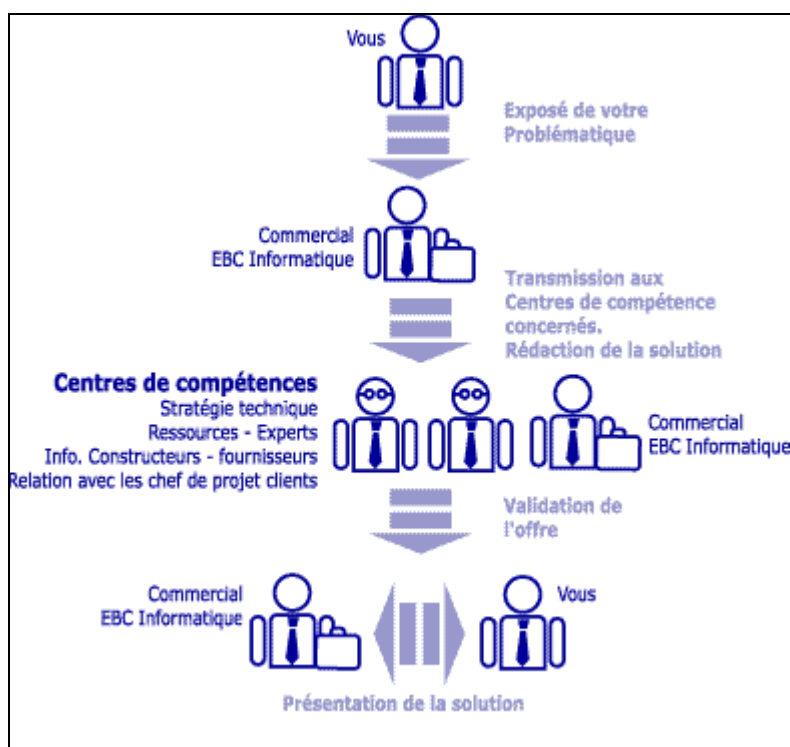 Vous
Exposé de votre
Problématique
Commercial
EBC Informatique
Transmission aux
Centres de compétence
concernés.
Rédaction de la solution
Centres de compétences
Stratégie technique
Ressources - Experts
Info. Constructeurs - fournisseurs
Relation avec les chef de projet clients
Commercial
EBC Informatique
Validation de
l'offre
Commercial
EBC Informatique
Vous
Présentation de la solution